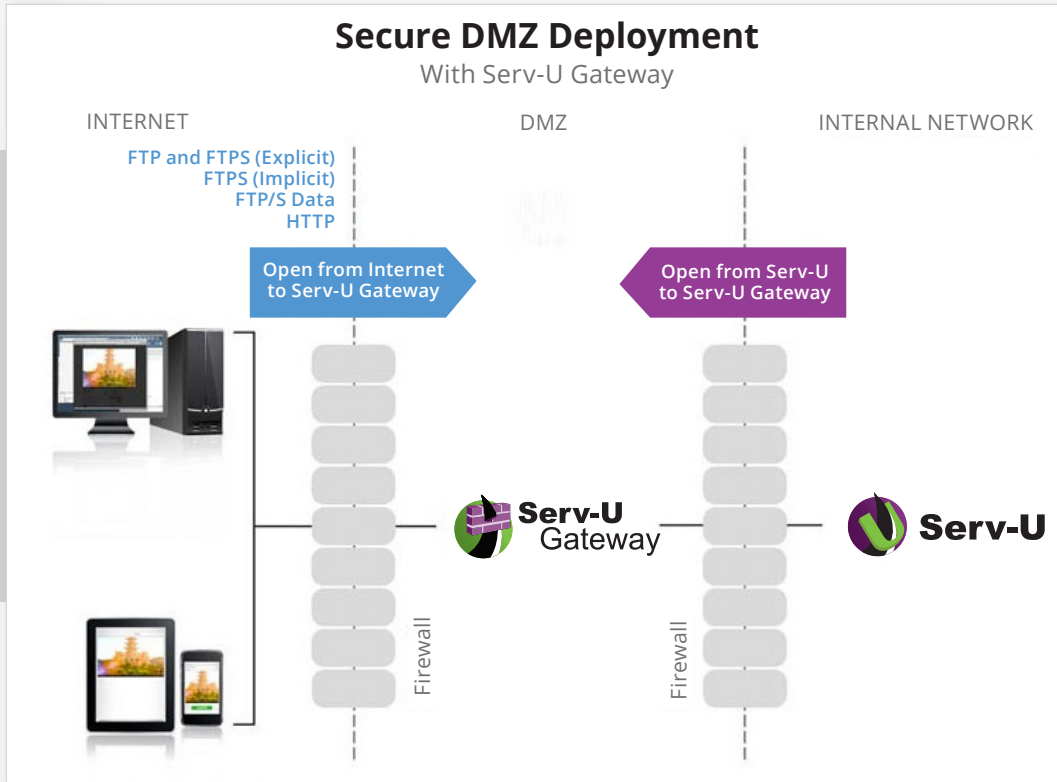 Secure DMZ Deployment
With Serv-U Gateway
INTERNET
DMZ
INTERNAL NETWORK
FTP and FTPS (Explicit)
FTPS (Implicit)
FTP/S Data
HTTP
Open from Internet
to Serv-U Gateway
Open from Serv-U
to Serv-U Gateway
Serv-U
Gateway
Serv-U
Firewall
Firewall